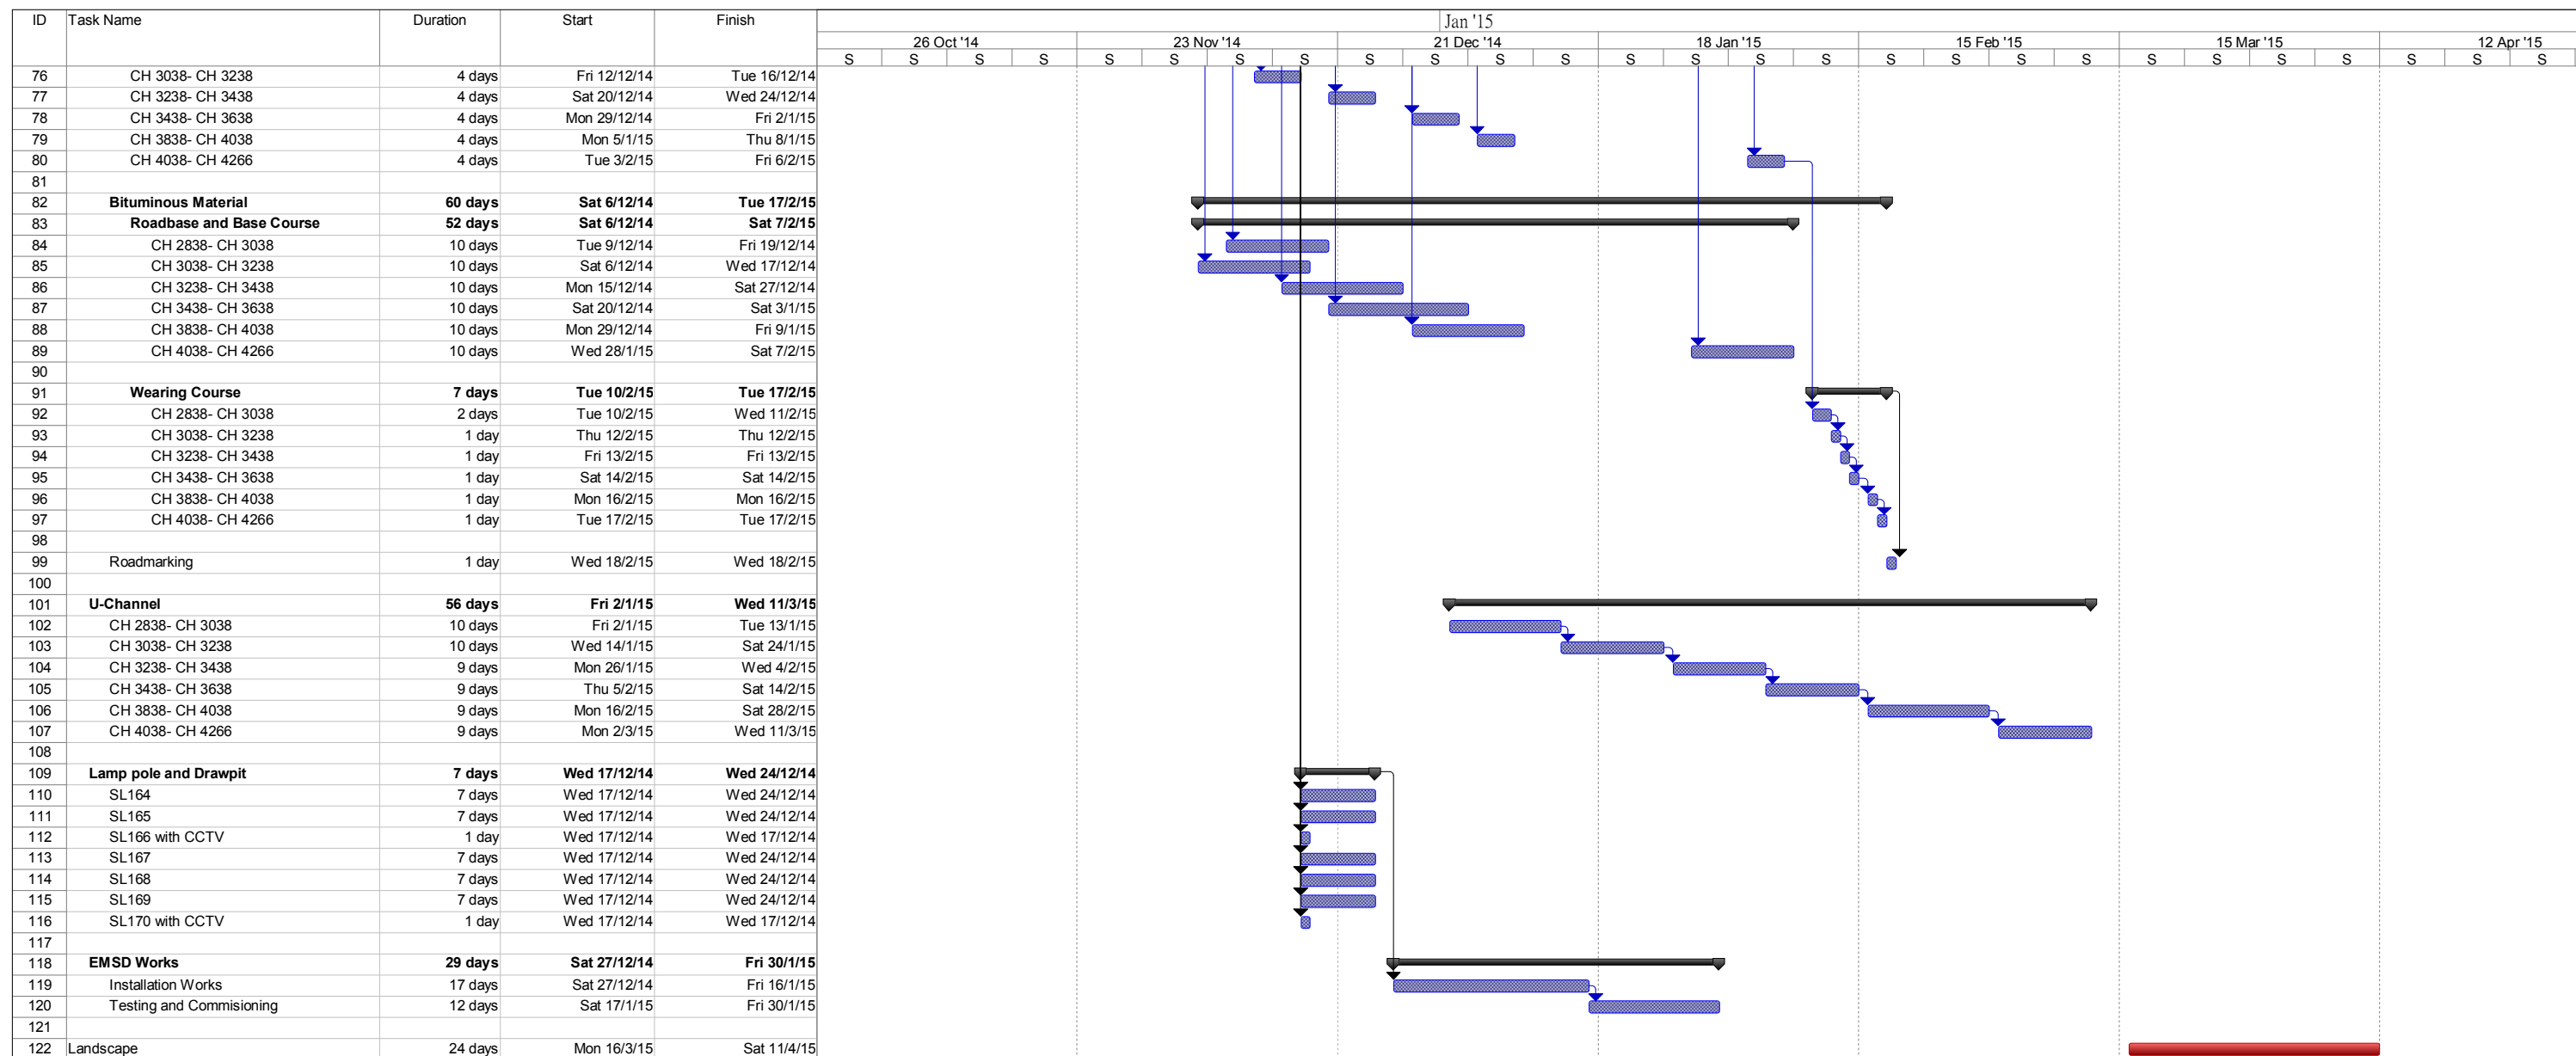 ID Task Name Duration Start Finish
Jan '15
26 Oct '14 23 Nov '14 21 Dec '14 18 Jan '15 15 Feb '15 15 Mar '15 12 Apr '15
S S S S S S S S S S S S S S S S S S S S S S S S S S S
76 CH 3038- CH 3238 4 days Fri 12/12/14 Tue 16/12/14
77 CH 3238- CH 3438 4 days Sat 20/12/14 Wed 24/12/14
78 CH 3438- CH 3638 4 days Mon 29/12/14 Fri 2/1/15
79 CH 3838- CH 4038 4 days Mon 5/1/15 Thu 8/1/15
80 CH 4038- CH 4266 4 days Tue 3/2/15 Fri 6/2/15
81
82 Bituminous Material 60 days Sat 6/12/14 Tue 17/2/15
83 Roadbase and Base Course 52 days Sat 6/12/14 Sat 7/2/15
84 CH 2838- CH 3038 10 days Tue 9/12/14 Fri 19/12/14
85 CH 3038- CH 3238 10 days Sat 6/12/14 Wed 17/12/14
86 CH 3238- CH 3438 10 days Mon 15/12/14 Sat 27/12/14
87 CH 3438- CH 3638 10 days Sat 20/12/14 Sat 3/1/15
88 CH 3838- CH 4038 10 days Mon 29/12/14 Fri 9/1/15
89 CH 4038- CH 4266 10 days Wed 28/1/15 Sat 7/2/15
90
91 Wearing Course 7 days Tue 10/2/15 Tue 17/2/15
92 CH 2838- CH 3038 2 days Tue 10/2/15 Wed 11/2/15
93 CH 3038- CH 3238 1 day Thu 12/2/15 Thu 12/2/15
94 CH 3238- CH 3438 1 day Fri 13/2/15 Fri 13/2/15
95 CH 3438- CH 3638 1 day Sat 14/2/15 Sat 14/2/15
96 CH 3838- CH 4038 1 day Mon 16/2/15 Mon 16/2/15
97 CH 4038- CH 4266 1 day Tue 17/2/15 Tue 17/2/15
98
99 Roadmarking 1 day Wed 18/2/15 Wed 18/2/15
100
101 U-Channel 56 days Fri 2/1/15 Wed 11/3/15
102 CH 2838- CH 3038 10 days Fri 2/1/15 Tue 13/1/15
103 CH 3038- CH 3238 10 days Wed 14/1/15 Sat 24/1/15
104 CH 3238- CH 3438 9 days Mon 26/1/15 Wed 4/2/15
105 CH 3438- CH 3638 9 days Thu 5/2/15 Sat 14/2/15
106 CH 3838- CH 4038 9 days Mon 16/2/15 Sat 28/2/15
107 CH 4038- CH 4266 9 days Mon 2/3/15 Wed 11/3/15
108
109 Lamp pole and Drawpit 7 days Wed 17/12/14 Wed 24/12/14
110 SL164 7 days Wed 17/12/14 Wed 24/12/14
111 SL165 7 days Wed 17/12/14 Wed 24/12/14
112 SL166 with CCTV 1 day Wed 17/12/14 Wed 17/12/14
113 SL167 7 days Wed 17/12/14 Wed 24/12/14
114 SL168 7 days Wed 17/12/14 Wed 24/12/14
115 SL169 7 days Wed 17/12/14 Wed 24/12/14
116 SL170 with CCTV 1 day Wed 17/12/14 Wed 17/12/14
117
118 EMSD Works 29 days Sat 27/12/14 Fri 30/1/15
119 Installation Works 17 days Sat 27/12/14 Fri 16/1/15
120 Testing and Commisioning 12 days Sat 17/1/15 Fri 30/1/15
121
122 Landscape 24 days Mon 16/3/15 Sat 11/4/15